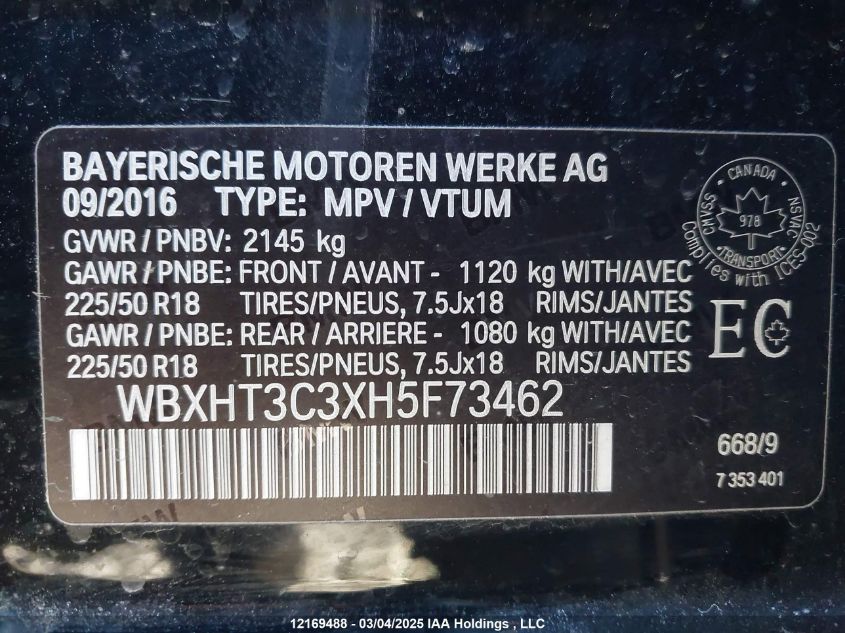 BAYERISCHE MOTOREN WERKE AG
09/2016 TYPE: MPV / VTUM
GVWR / PNBV: 2145 kg
GAWR / PNBE: FRONT / AVANT - 1120 kg WITH/AVEC
225/50 R18 TIRES/PNEUS, 7.5Jx18 RIMS/JANTES
GAWR / PNBE: REAR / ARRIERE - 1080 kg WITH/AVEC
225/50 R18 TIRES/PNEUS, 7.5Jx18 RIMS/JANTES
WBXHT3C3XH5F73462
CANADA
CMVSS
NSVAC
978
TRANSPORT
Complies with ICES-002
EC
668/9
7 353 401
12169488 - 03/04/2025 IAA Holdings , LLC